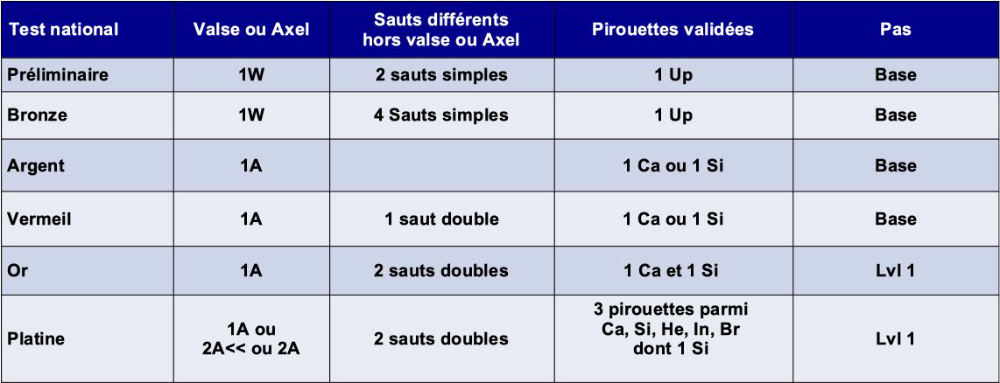 Test national Valse ou Axel Sauts différents hors valse ou Axel Pirouettes validées Pas
Préliminaire 1W 2 sauts simples 1 Up Base
Bronze 1W 4 Sauts simples 1 Up Base
Argent 1A 1 Ca ou 1 Si Base
Vermeil 1A 1 saut double 1 Ca ou 1 Si Base
Or 1A 2 sauts doubles 1 Ca et 1 Si Lvl 1
Platine 1A ou 2A<< ou 2A 2 sauts doubles 3 pirouettes parmi Ca, Si, He, In, Br dont 1 Si Lvl 1